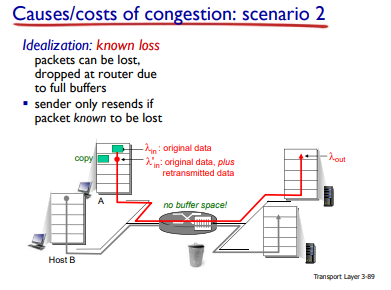 Causes/costs of congestion: scenario 2
Idealization: known loss
packets can be lost,
dropped at router due
to full buffers
▪ sender only resends if
packet known to be lost
λin : original data
copy
λ'in: original data, plus
retransmitted data
λout
A
no buffer space!
Host B
Transport Layer 3-89